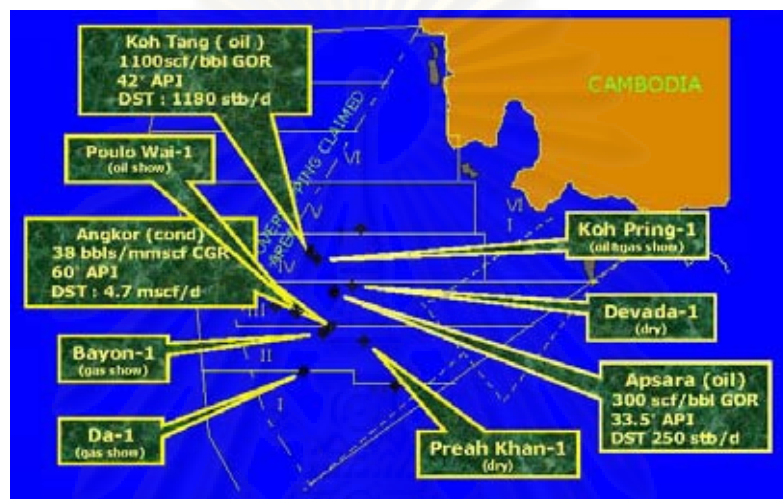 Koh Tang ( oil )
1100scf/bbl GOR
42° API
DST : 1180 stb/d
CAMBODIA
Poulo Wai-1
(oil show)
OVERLAPPING CLAIMED
AREA
VI
VI
I
Angkor (cond)
38 bbls/mmscf CGR
60° API
DST : 4.7 mscf/d
Koh Pring-1
(oil&gas show)
IV
III
Devada-1
(dry)
Bayon-1
(gas show)
II
Apsara (oil)
300 scf/bbl GOR
33.5° API
DST 250 stb/d
I
Da-1
(gas show)
Preah Khan-1
(dry)